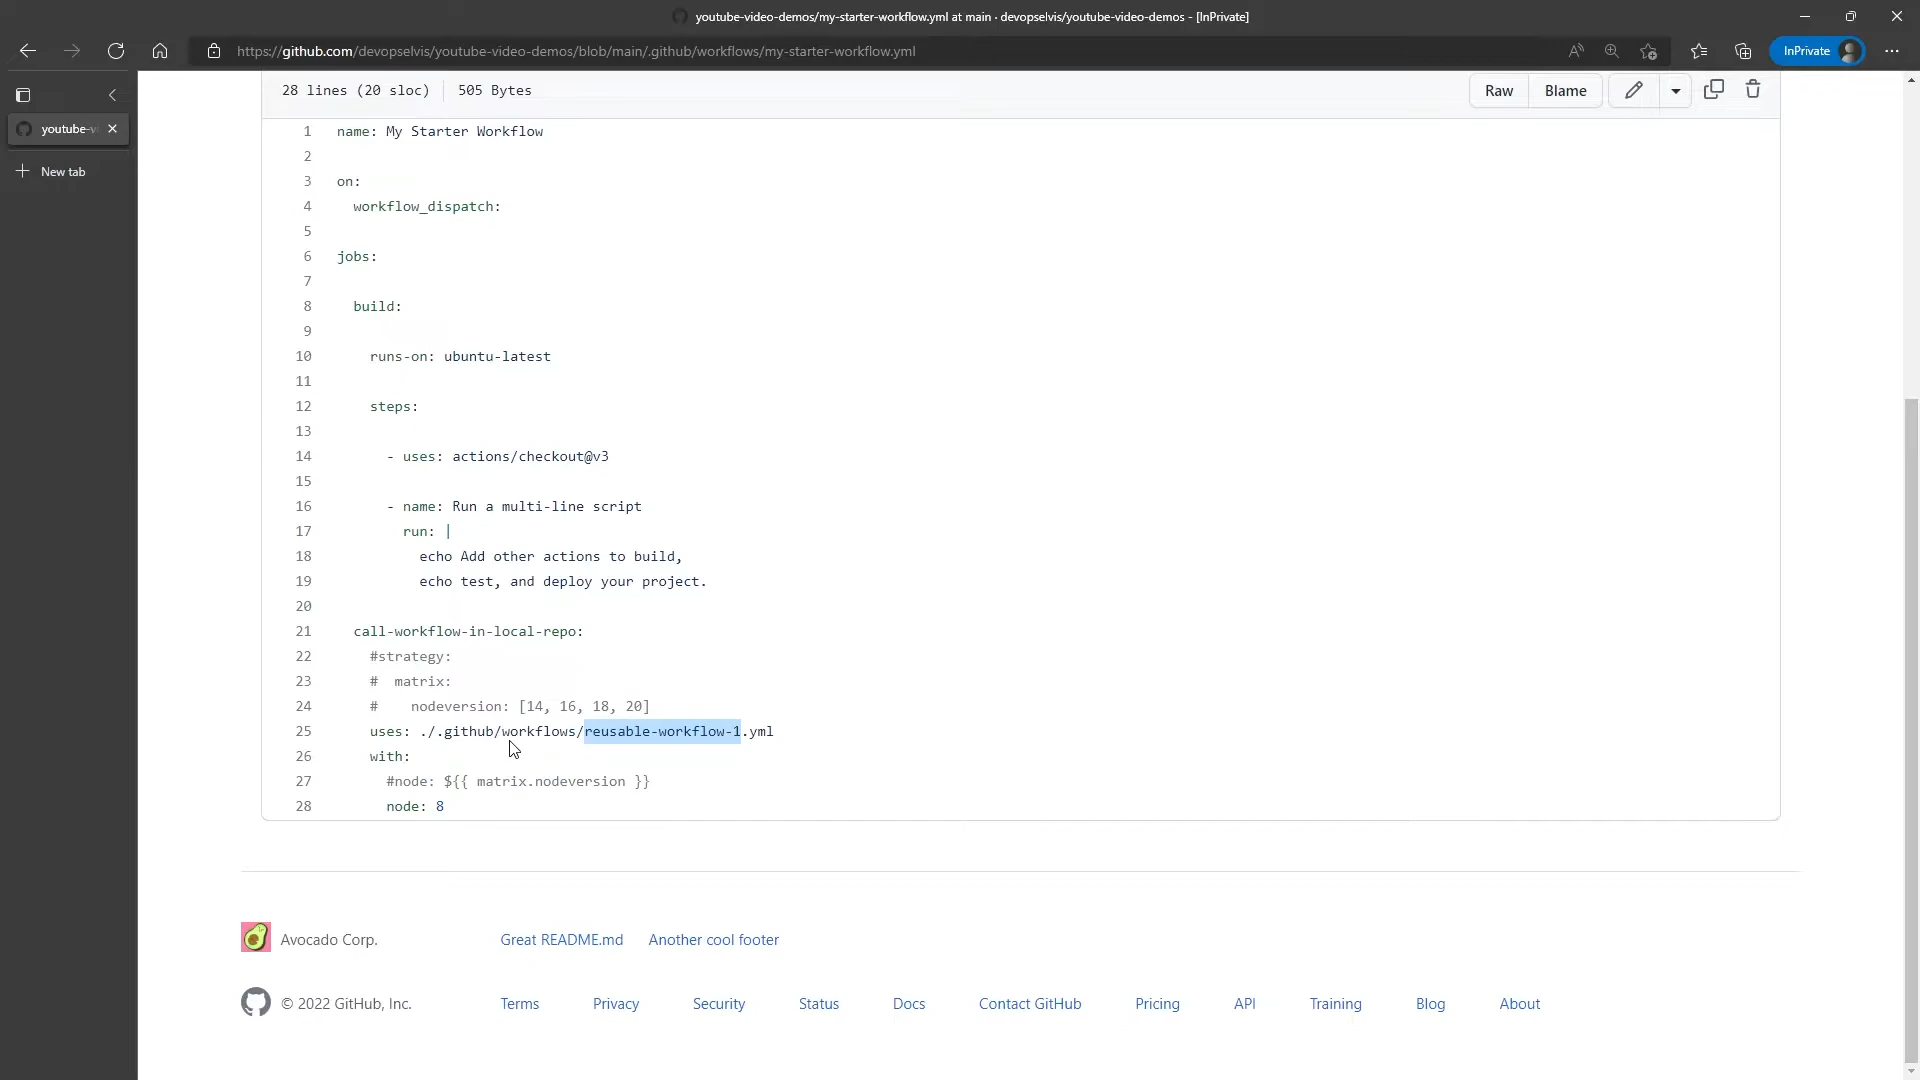 youtube-video-demos/my-starter-workflow.yml at main · devopselvis/youtube-video-demos - [InPrivate]
https://github.com/devopselvis/youtube-video-demos/blob/main/.github/workflows/my-starter-workflow.yml
InPrivate
youtube-v
New tab
28 lines (20 sloc) 505 Bytes
Raw Blame
1 name: My Starter Workflow
2
3 on:
4 workflow_dispatch:
5
6 jobs:
7
8 build:
9
10 runs-on: ubuntu-latest
11
12 steps:
13
14 - uses: actions/checkout@v3
15
16 - name: Run a multi-line script
17 run: |
18 echo Add other actions to build,
19 echo test, and deploy your project.
20
21 call-workflow-in-local-repo:
22 #strategy:
23 # matrix:
24 # nodeversion: [14, 16, 18, 20]
25 uses: ./.github/workflows/reusable-workflow-1.yml
26 with:
27 #node: ${{ matrix.nodeversion }}
28 node: 8
Avocado Corp. Great README.md Another cool footer
© 2022 GitHub, Inc. Terms Privacy Security Status Docs Contact GitHub Pricing API Training Blog About